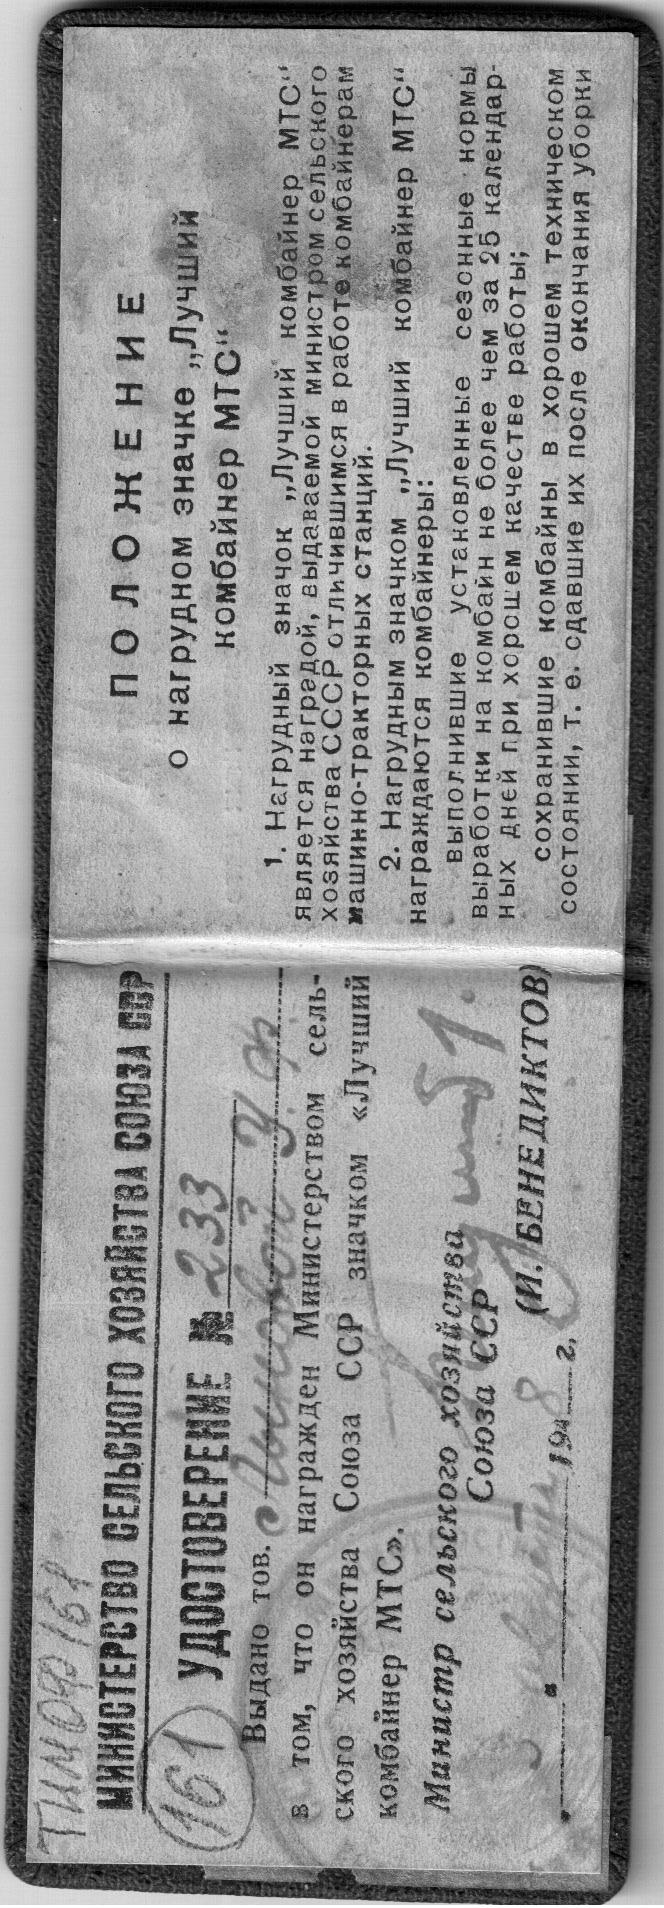 ТИМОФ 161
МИНИСТЕРСТВО СЕЛЬСКОГО ХОЗЯЙСТВА СОЮЗА ССР
161
УДОСТОВЕРЕНИЕ № 233
Выдано тов. У. Ф.
в том, что он награжден Министерством сель-
ского хозяйства Союза ССР значком «Лучший
комбайнер МТС».
Министр сельского хозяйства
Союза ССР
(И. БЕНЕДИКТОВ)
" " 1948 г.
ПОЛОЖЕНИЕ
о нагрудном значке „Лучший
комбайнер МТС“
1. Нагрудный значок „Лучший комбайнер МТС“
является наградой, выдаваемой министром сельского
хозяйства СССР отличившимся в работе комбайнерам
машинно-тракторных станций.
2. Нагрудным значком „Лучший комбайнер МТС“
награждаются комбайнеры:
выполнившие установленные сезонные нормы
выработки на комбайн не более чем за 25 календар-
ных дней при хорошем качестве работы;
сохранившие комбайны в хорошем техническом
состоянии, т. е. сдавшие их после окончания уборки